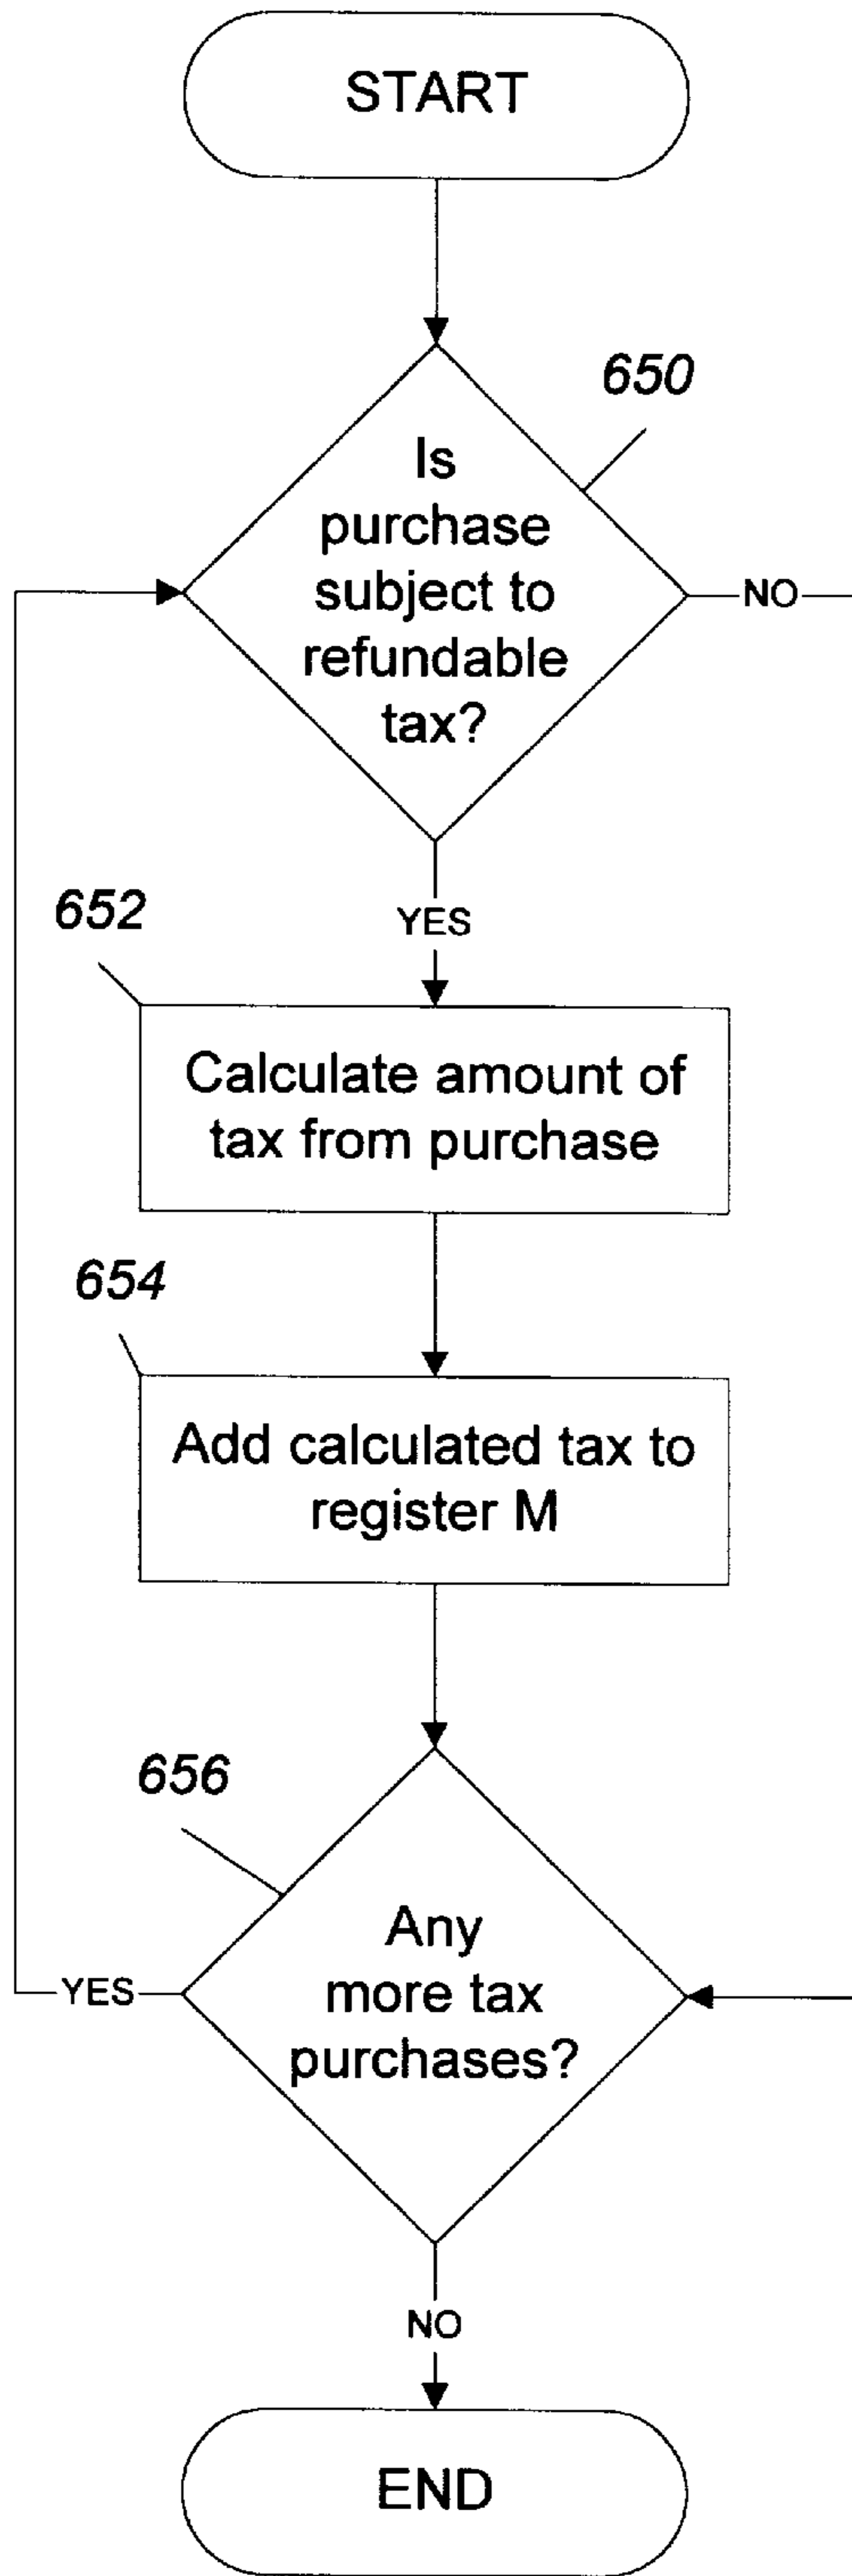 START
650
Is
purchase
subject to
refundable
tax?
NO
YES
652
Calculate amount of
tax from purchase
654
Add calculated tax to
register M
656
Any
more tax
purchases?
YES
NO
END